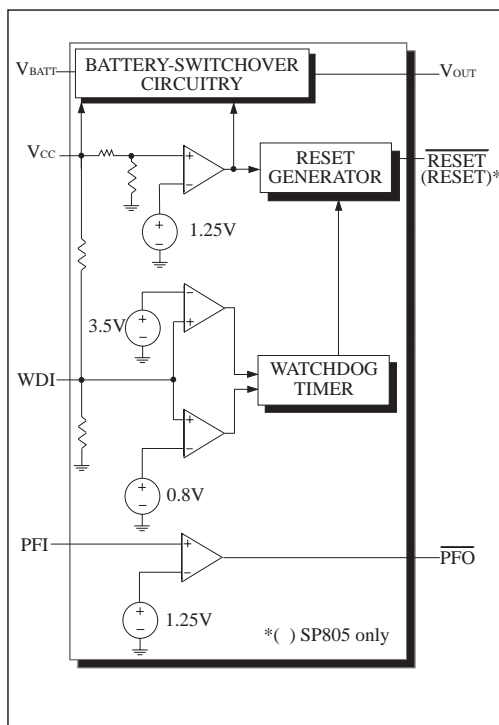 VBATT
BATTERY-SWITCHOVER
CIRCUITRY
VOUT
VCC
+
−
RESET
GENERATOR
RESET
(RESET)*
+
−
1.25V
−
+
3.5V
+
−
WDI
WATCHDOG
TIMER
+
−
+
−
0.8V
PFI
+
−
PFO
+
−
1.25V
*( ) SP805 only